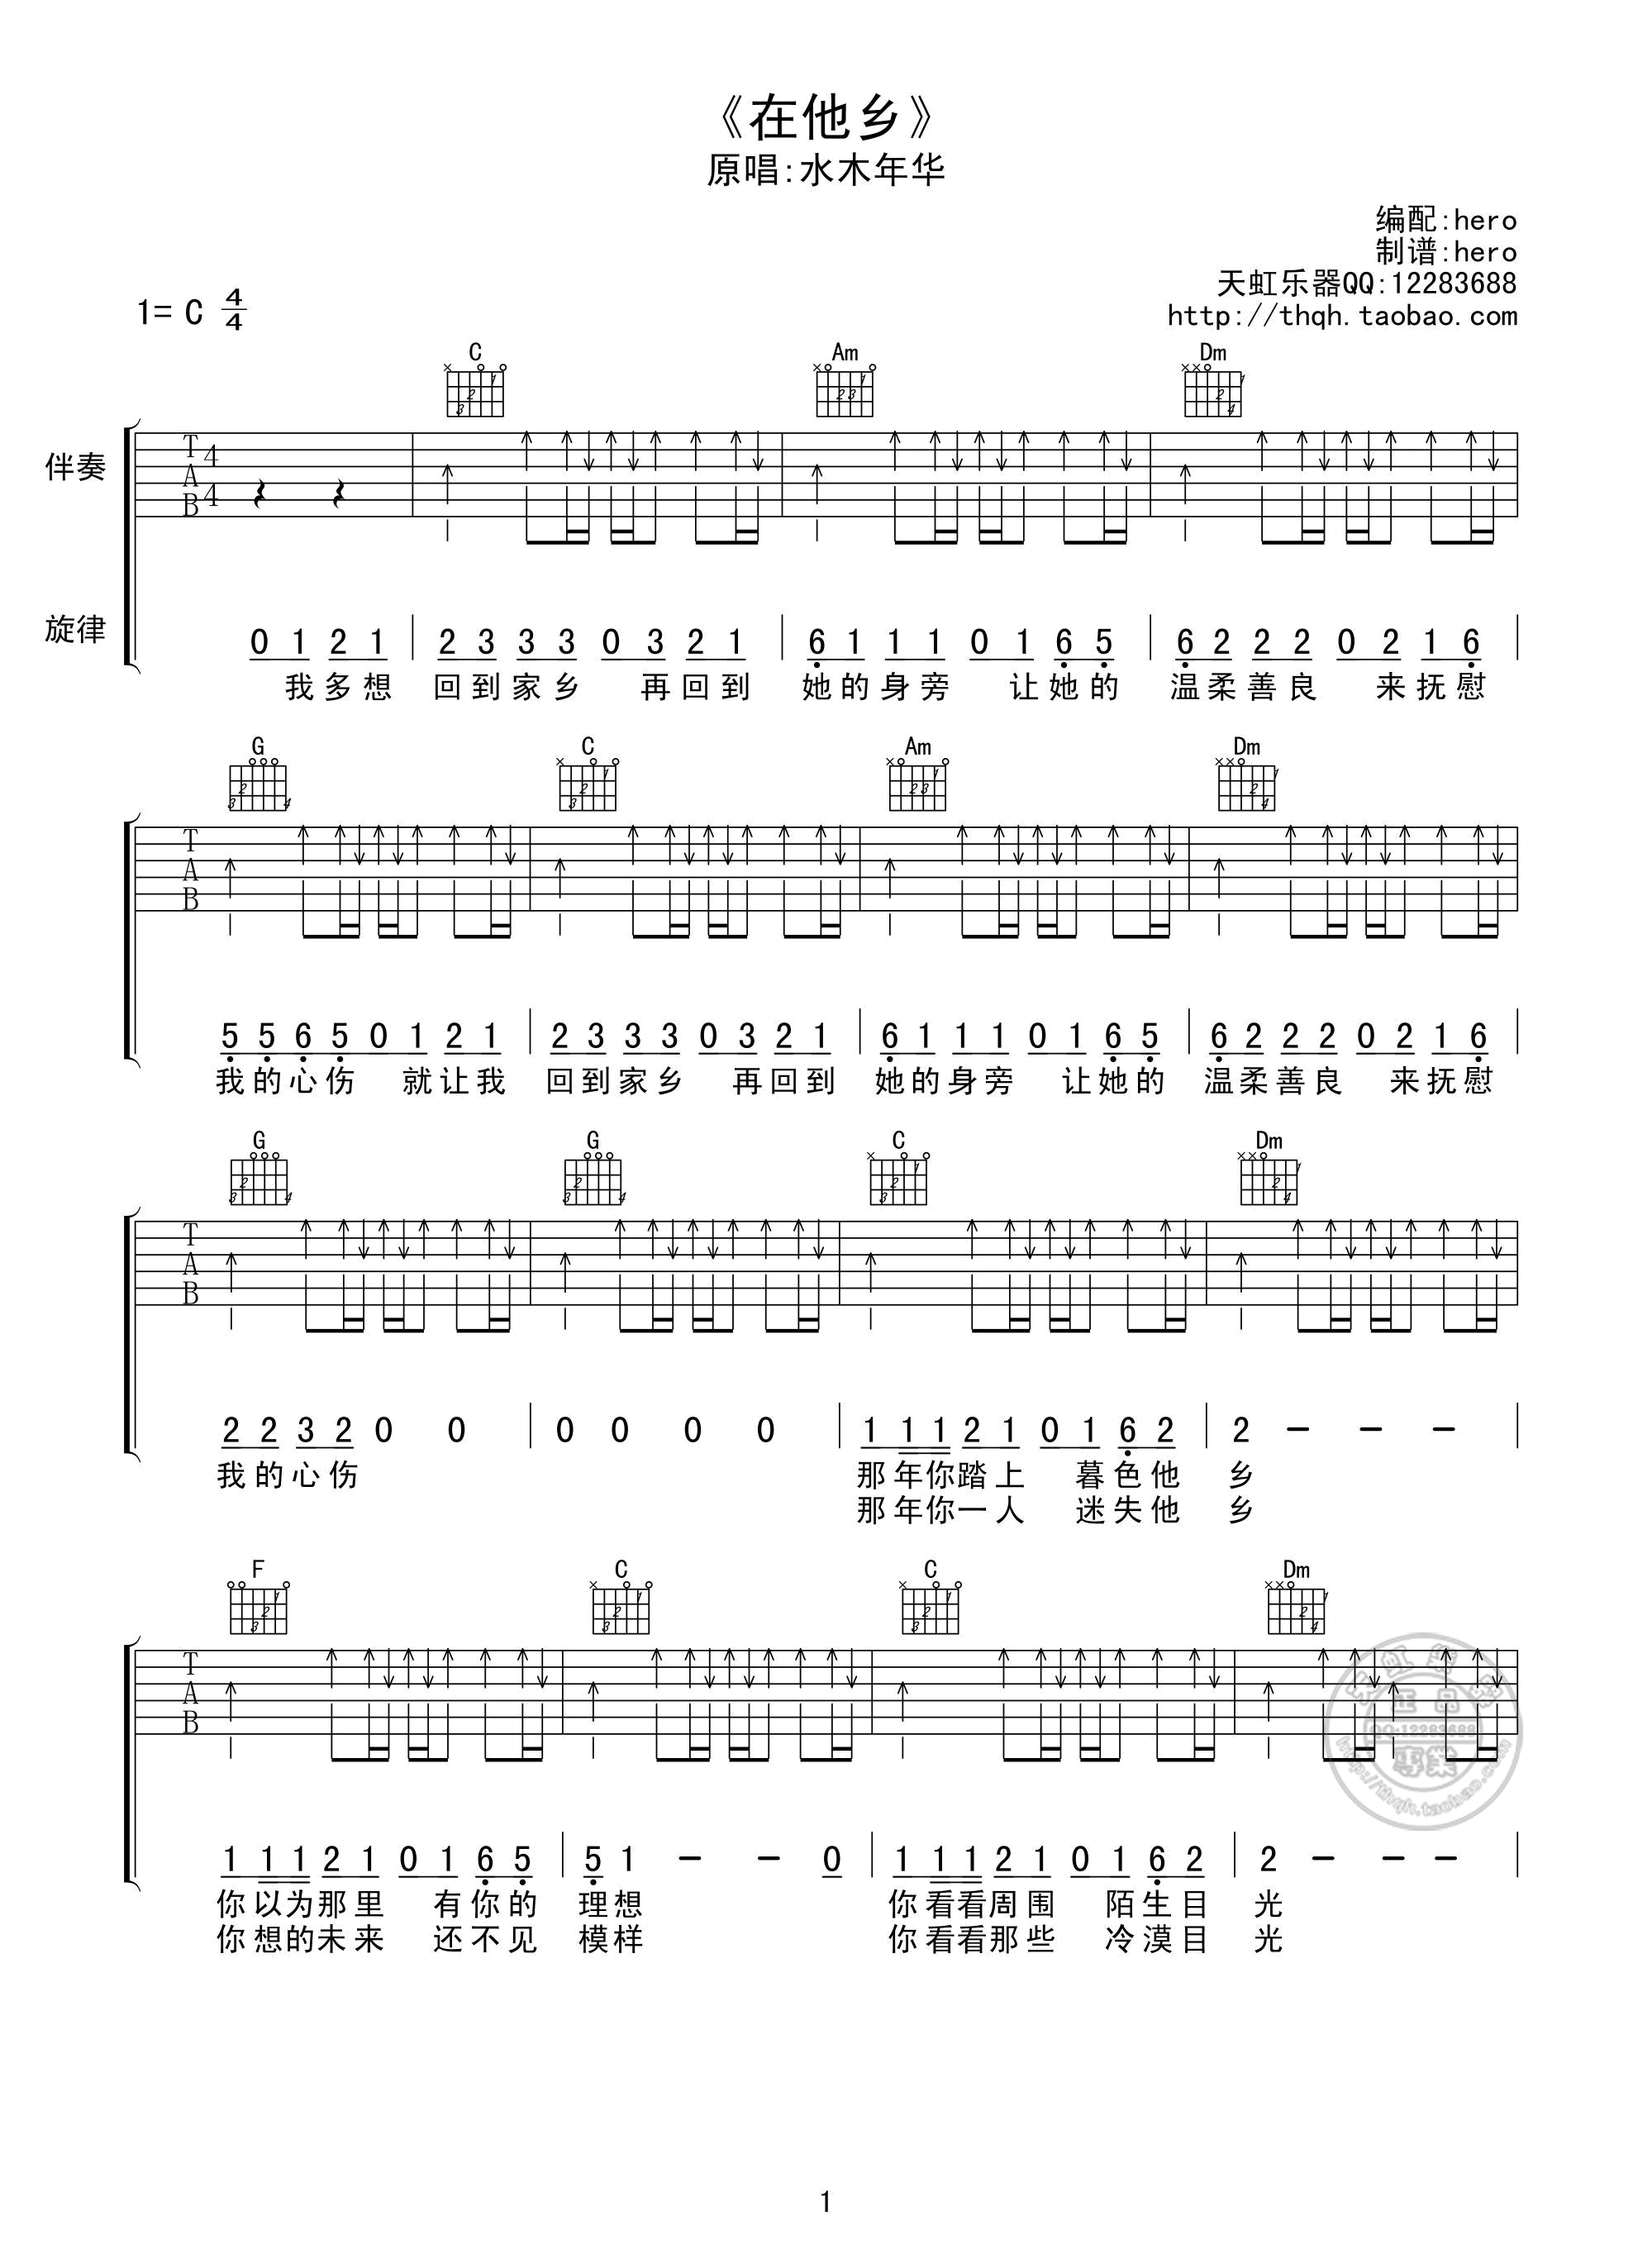 《在他乡》
原唱:水木年华
编配:hero
制谱:hero
天虹乐器QQ:12283688
http://thqh.taobao.com
1= C 4/4
C Am Dm
伴奏 T A B 4 4
旋律 0 1 2 1 | 2 3 3 3 0 3 2 1 | 6 1 1 1 0 1 6 5 | 6 2 2 2 0 2 1 6 |
我多想 回到家乡 再回到 她的身旁 让她的 温柔善良 来抚慰
G C Am Dm
T A B
5 5 6 5 0 1 2 1 | 2 3 3 3 0 3 2 1 | 6 1 1 1 0 1 6 5 | 6 2 2 2 0 2 1 6 |
我的心伤 就让我 回到家乡 再回到 她的身旁 让她的 温柔善良 来抚慰
G G C Dm
T A B
2 2 3 2 0 0 | 0 0 0 0 | 1 1 1 2 1 0 1 6 2 | 2 - - - |
我的心伤 那年你踏上 暮色他 乡
那年你一人 迷失他 乡
F C C Dm
T A B
天虹乐器
正品
QQ:12283688
專業
http://thqh.taobao.com
1 1 1 2 1 0 1 6 5 | 5 1 - - 0 | 1 1 1 2 1 0 1 6 2 | 2 - - - |
你以为那里 有你的 理想 你看看周围 陌生目 光
你想的未来 还不见 模样 你看看那些 冷漠目 光
1